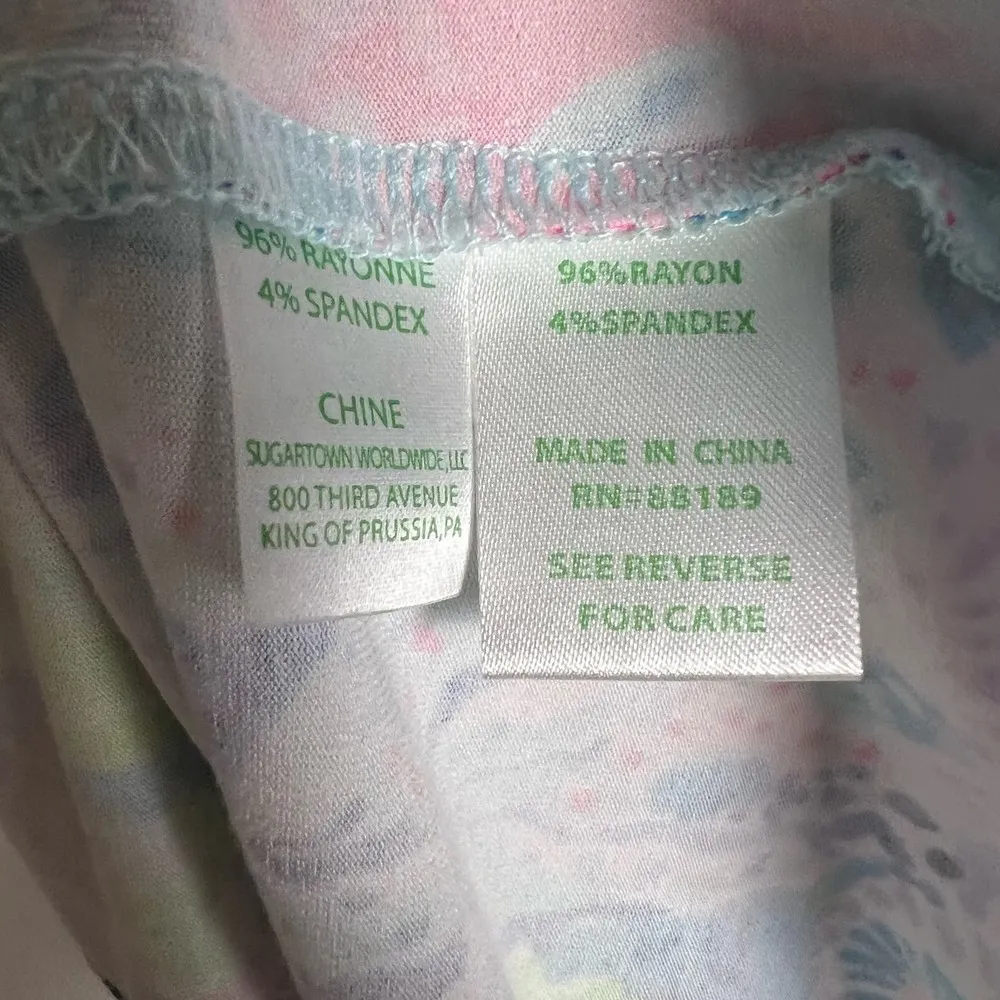 96% RAYONNE
4% SPANDEX
CHINE
SUGARTOWN WORLDWIDE, LLC
800 THIRD AVENUE
KING OF PRUSSIA, PA
96%RAYON
4%SPANDEX
MADE IN CHINA
RN#88189
SEE REVERSE
FOR CARE